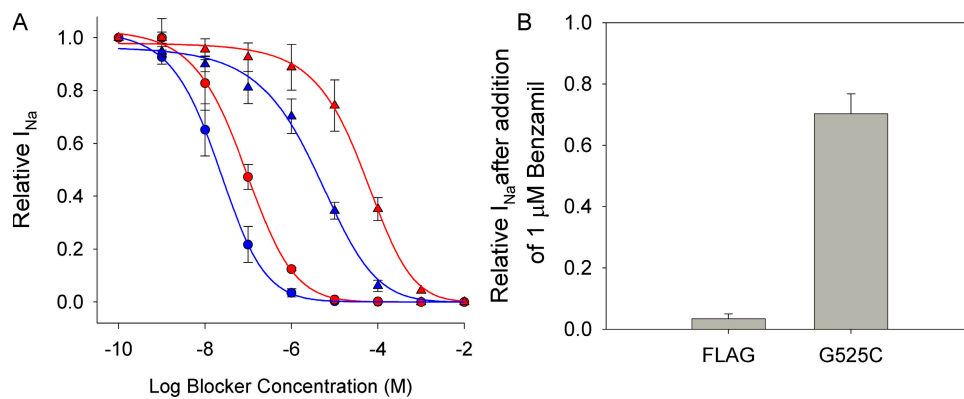 A
Relative I_Na
1.0
0.8
0.6
0.4
0.2
0.0
-10
-8
-6
-4
-2
Log Blocker Concentration (M)
B
Relative I_Na after addition
of 1 μM Benzamil
1.0
0.8
0.6
0.4
0.2
0.0
FLAG
G525C